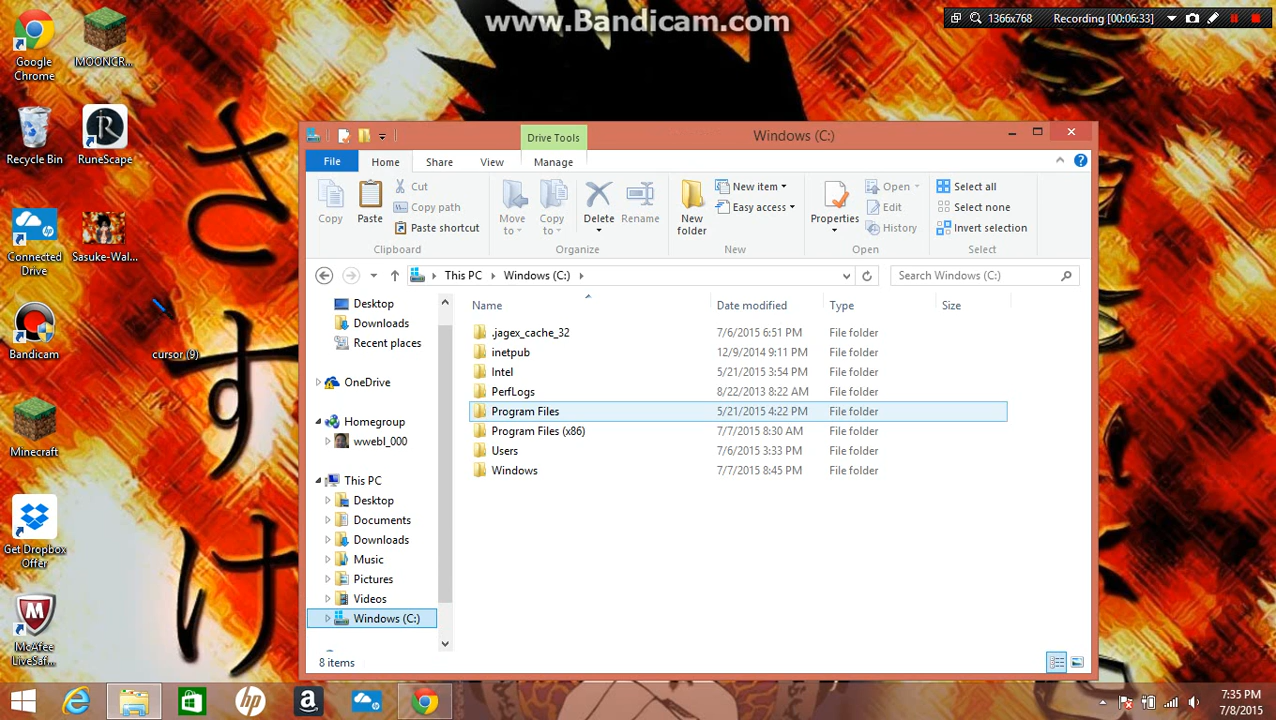 www.Bandicam.com
1366x768
Recording [00:06:33]
Google Chrome
MOONCR...
Recycle Bin
RuneScape
Connected Drive
Sasuke-Wal...
Bandicam
cursor (9)
Minecraft
Get Dropbox Offer
McAfee LiveSaf...
さすけ
Drive Tools
Windows (C:)
File
Home
Share
View
Manage
Copy
Paste
Cut
Copy path
Paste shortcut
Clipboard
Move to
Copy to
Delete
Rename
Organize
New folder
New item
Easy access
New
Properties
Open
Edit
History
Open
Select all
Select none
Invert selection
Select
This PC
Windows (C:)
Search Windows (C:)
Desktop
Downloads
Recent places
OneDrive
Homegroup
wwebl_000
This PC
Desktop
Documents
Downloads
Music
Pictures
Videos
Windows (C:)
Name Date modified Type Size
.jagex_cache_32 7/6/2015 6:51 PM File folder
inetpub 12/9/2014 9:11 PM File folder
Intel 5/21/2015 3:54 PM File folder
PerfLogs 8/22/2013 8:22 AM File folder
Program Files 5/21/2015 4:22 PM File folder
Program Files (x86) 7/7/2015 8:30 AM File folder
Users 7/6/2015 3:33 PM File folder
Windows 7/7/2015 8:45 PM File folder
8 items
hp
a
7:35 PM
7/8/2015